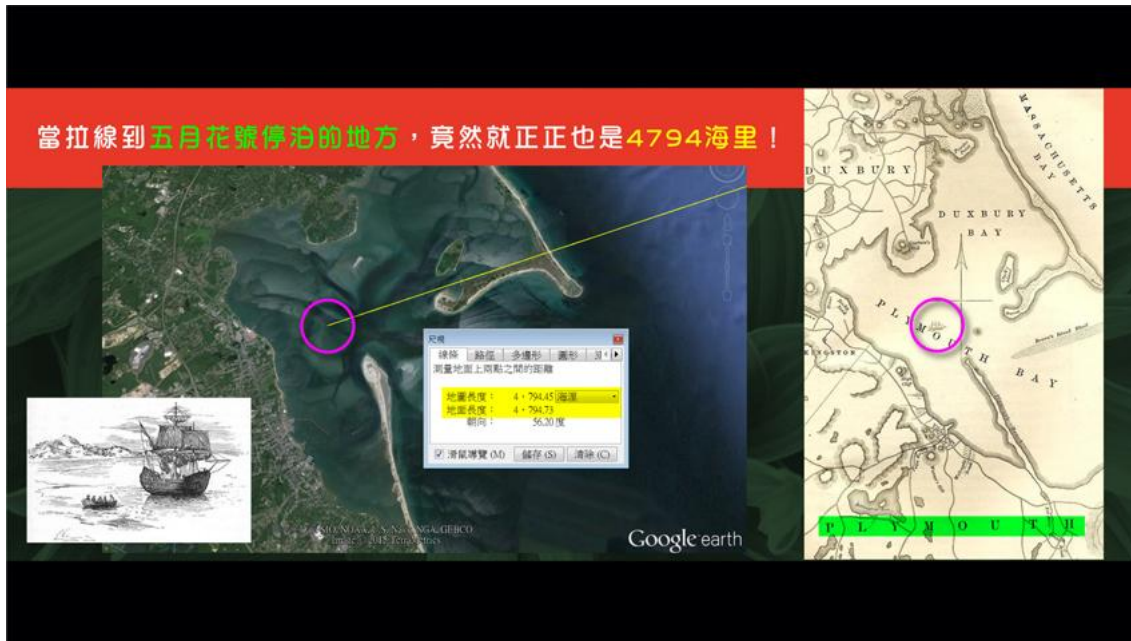 當拉線到五月花號停泊的地方，竟然就正正也是4794海里！
尺規
線條 路徑 多邊形 圓形
測量地面上兩點之間的距離
地圖長度： 4，794.45 海浬
地面長度： 4，794.73
朝向： 56.20 度
滑鼠導覽 (M) 儲存 (S) 清除 (C)
Google earth
MASSACHUSETTS
BAY
DUXBURY
DUXBURY
BAY
PLYMOUTH BAY
KINGSTON
PLYMOUTH